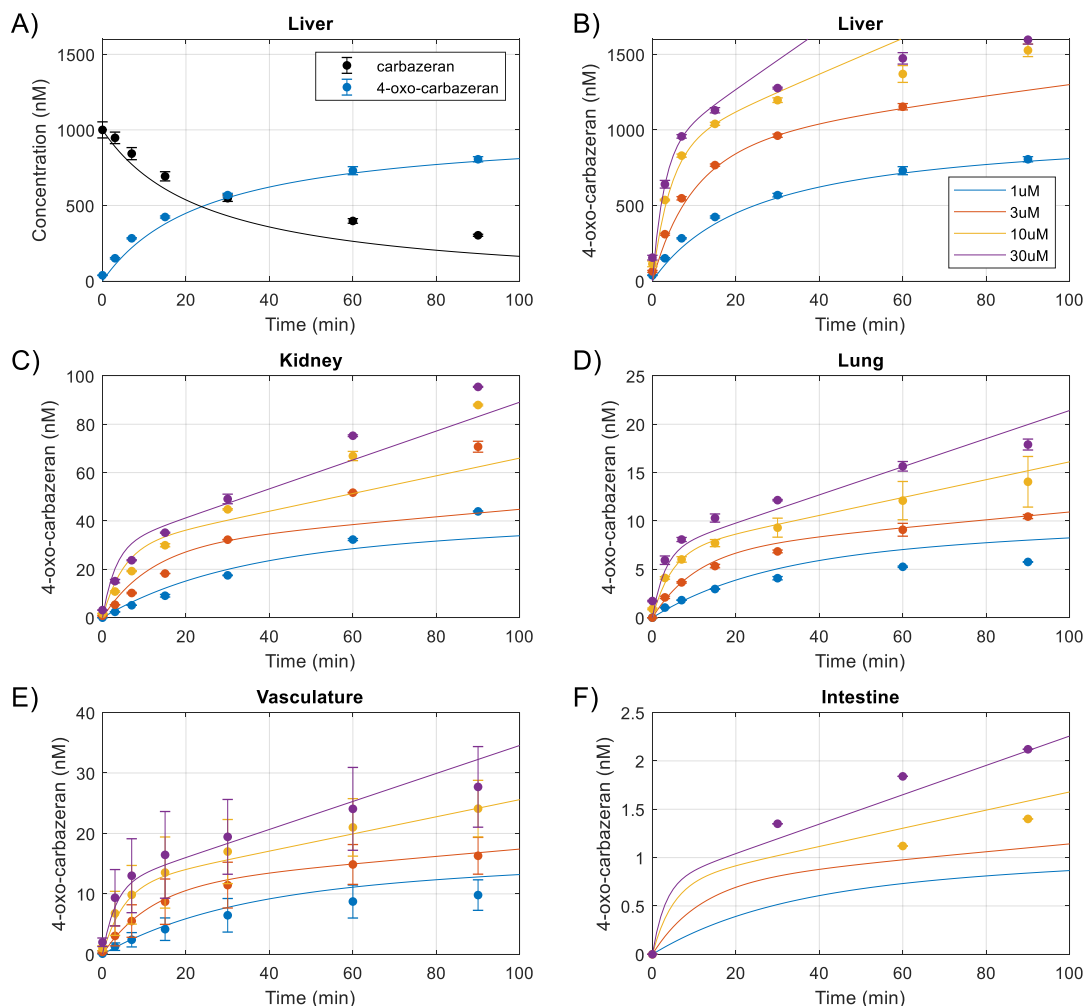 A)
Liver
Concentration (nM)
1500
1000
500
0
carbazeran
4-oxo-carbazeran
0 20 40 60 80 100
Time (min)
B)
Liver
4-oxo-carbazeran (nM)
1500
1000
500
0
1uM
3uM
10uM
30uM
0 20 40 60 80 100
Time (min)
C)
Kidney
4-oxo-carbazeran (nM)
100
80
60
40
20
0
0 20 40 60 80 100
Time (min)
D)
Lung
4-oxo-carbazeran (nM)
25
20
15
10
5
0
0 20 40 60 80 100
Time (min)
E)
Vasculature
4-oxo-carbazeran (nM)
40
30
20
10
0
0 20 40 60 80 100
Time (min)
F)
Intestine
4-oxo-carbazeran (nM)
2.5
2
1.5
1
0.5
0
0 20 40 60 80 100
Time (min)